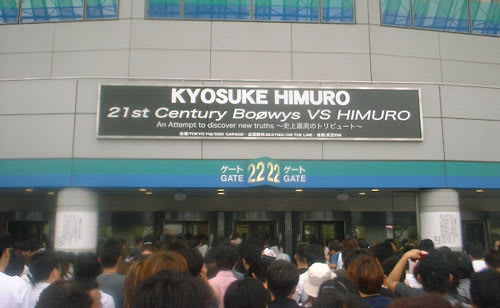 KYOSUKE HIMURO
21st Century Boøwys VS HIMURO
An Attempt to discover new truths ～史上最高のトリビュート～
ゲート 22 22 ゲート
GATE GATE